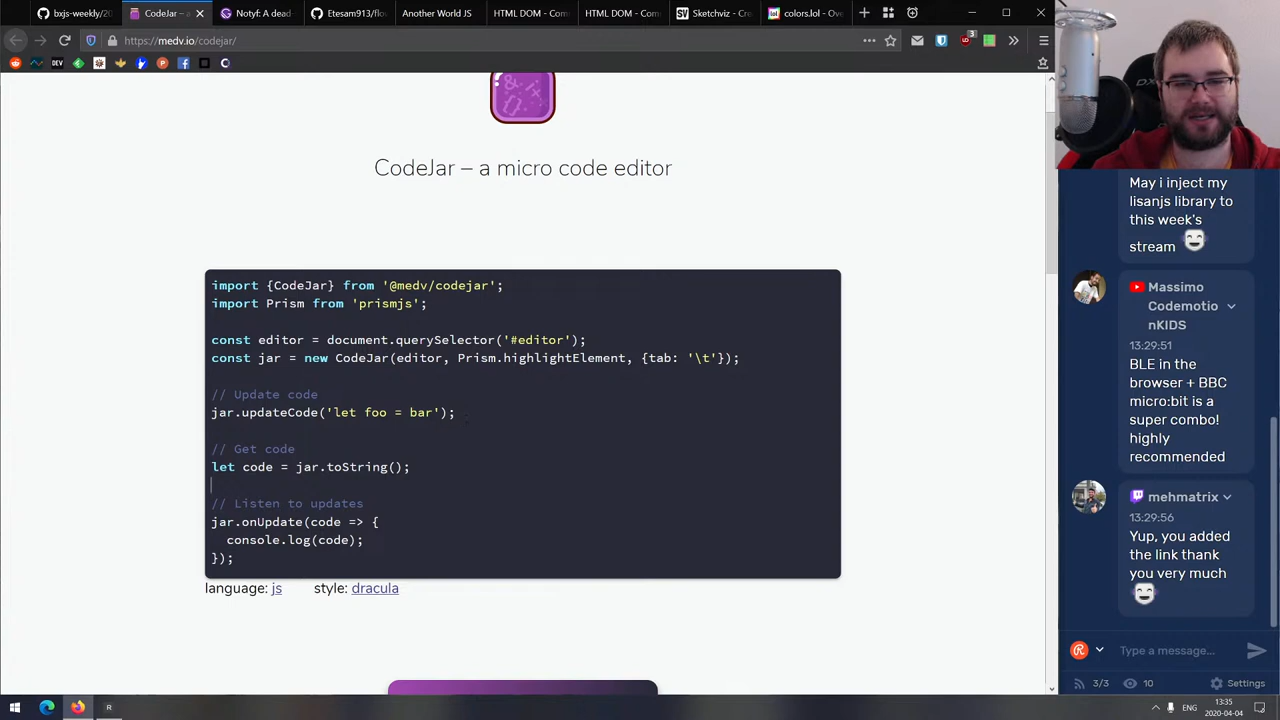 bxjs-weekly/20
CodeJar – a
Notyf: A dead
Etesam913/flo
Another World JS
HTML DOM – Com
HTML DOM – Com
Sketchviz - Cre
colors.lol - Ove
https://medv.io/codejar/
DEV
3
CodeJar – a micro code editor
import {CodeJar} from '@medv/codejar';
import Prism from 'prismjs';
const editor = document.querySelector('#editor');
const jar = new CodeJar(editor, Prism.highlightElement, {tab: '\t'});
// Update code
jar.updateCode('let foo = bar');
// Get code
let code = jar.toString();
// Listen to updates
jar.onUpdate(code => {
console.log(code);
});
language: js style: dracula
May i inject my
lisanjs library to
this week's
stream
Massimo
Codemotio
nKIDS
13:29:51
BLE in the
browser + BBC
micro:bit is a
super combo!
highly
recommended
mehmatrix
13:29:56
Yup, you added
the link thank
you very much
Type a message...
3/3 10 Settings
ENG
13:35
2020-04-04